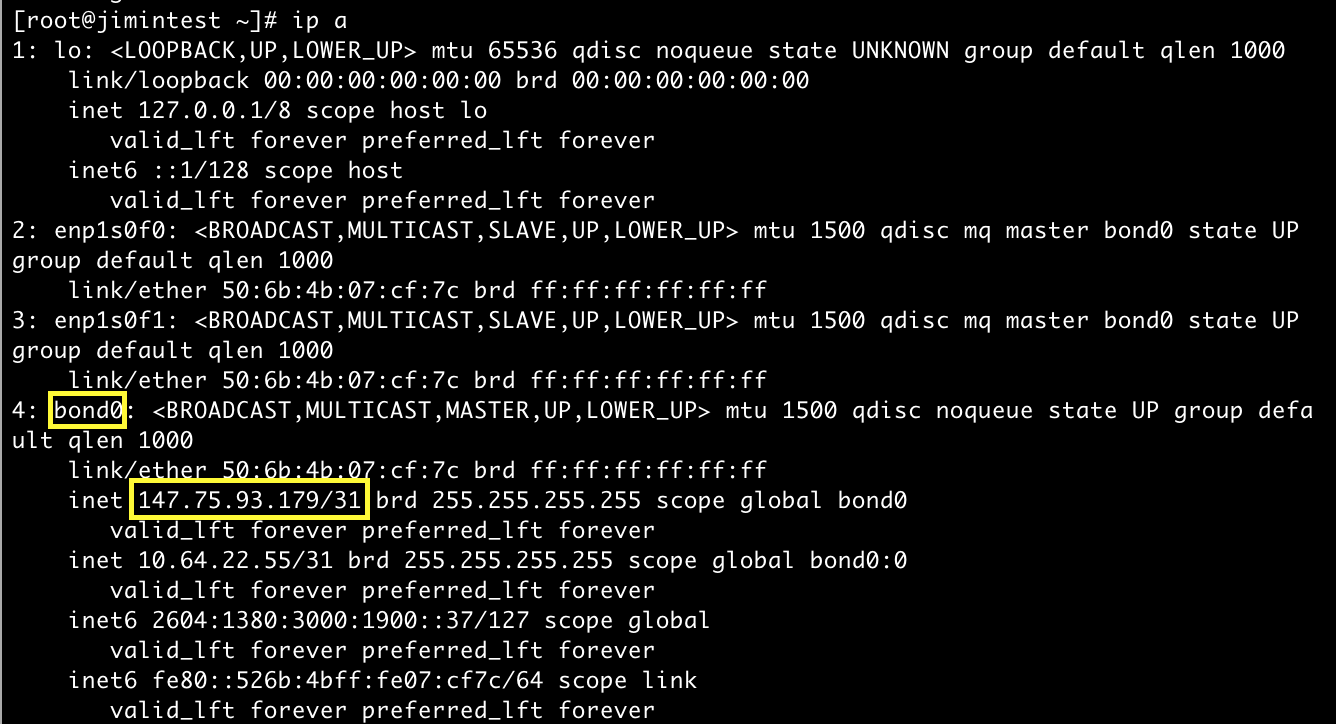 [root@jimintest ~]# ip a
1: lo: <LOOPBACK,UP,LOWER_UP> mtu 65536 qdisc noqueue state UNKNOWN group default qlen 1000
link/loopback 00:00:00:00:00:00 brd 00:00:00:00:00:00
inet 127.0.0.1/8 scope host lo
valid_lft forever preferred_lft forever
inet6 ::1/128 scope host
valid_lft forever preferred_lft forever
2: enp1s0f0: <BROADCAST,MULTICAST,SLAVE,UP,LOWER_UP> mtu 1500 qdisc mq master bond0 state UP
group default qlen 1000
link/ether 50:6b:4b:07:cf:7c brd ff:ff:ff:ff:ff:ff
3: enp1s0f1: <BROADCAST,MULTICAST,SLAVE,UP,LOWER_UP> mtu 1500 qdisc mq master bond0 state UP
group default qlen 1000
link/ether 50:6b:4b:07:cf:7c brd ff:ff:ff:ff:ff:ff
4: bond0: <BROADCAST,MULTICAST,MASTER,UP,LOWER_UP> mtu 1500 qdisc noqueue state UP group defa
ult qlen 1000
link/ether 50:6b:4b:07:cf:7c brd ff:ff:ff:ff:ff:ff
inet 147.75.93.179/31 brd 255.255.255.255 scope global bond0
valid_lft forever preferred_lft forever
inet 10.64.22.55/31 brd 255.255.255.255 scope global bond0:0
valid_lft forever preferred_lft forever
inet6 2604:1380:3000:1900::37/127 scope global
valid_lft forever preferred_lft forever
inet6 fe80::526b:4bff:fe07:cf7c/64 scope link
valid_lft forever preferred_lft forever